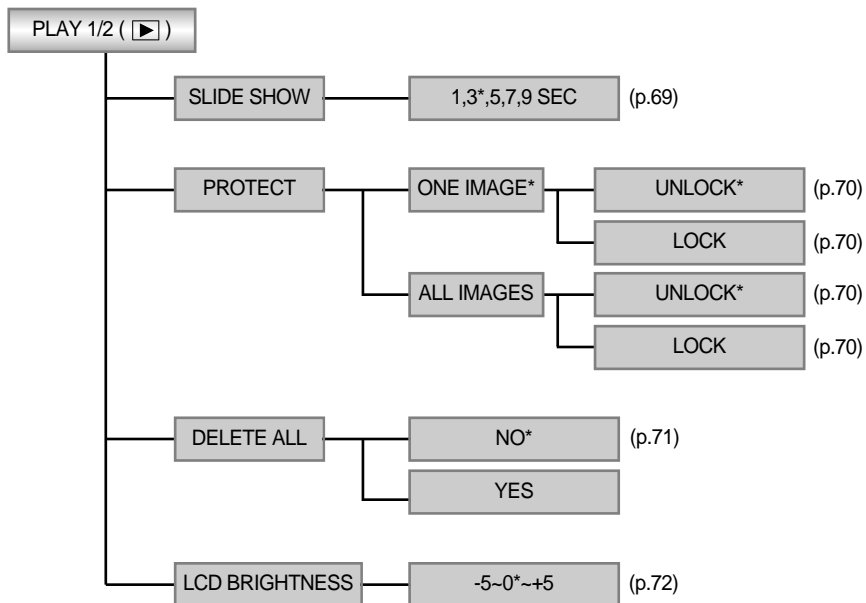 PLAY 1/2 ( ▶ )
SLIDE SHOW 1,3*,5,7,9 SEC (p.69)
PROTECT ONE IMAGE* UNLOCK* (p.70)
LOCK (p.70)
ALL IMAGES UNLOCK* (p.70)
LOCK (p.70)
DELETE ALL NO* (p.71)
YES
LCD BRIGHTNESS -5~0*~+5 (p.72)